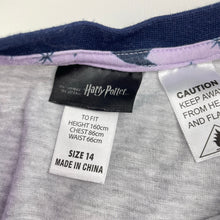 Harry Potter
TO FIT
HEIGHT 160cm
CHEST 86cm
WAIST 66cm
SIZE 14
MADE IN CHINA
CAUTION
KEEP AWAY
FROM HE
AND FLA